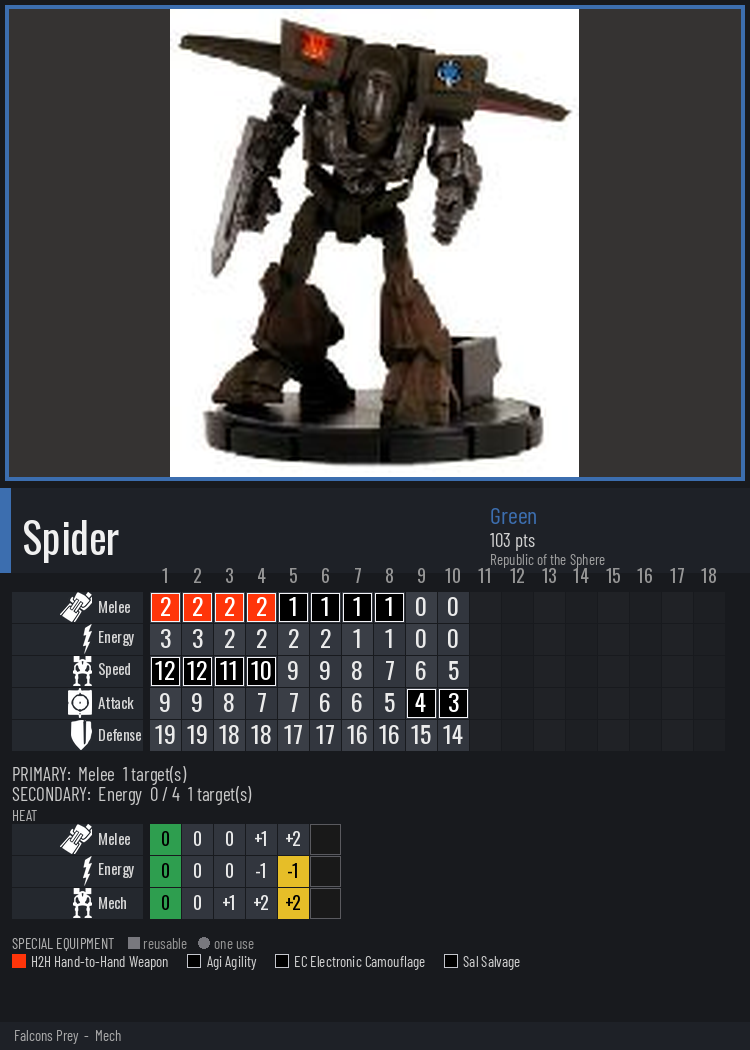 Spider
Green
103 pts
Republic of the Sphere
1 2 3 4 5 6 7 8 9 10 11 12 13 14 15 16 17 18
Melee 2 2 2 2 1 1 1 1 0 0
Energy 3 3 2 2 2 2 1 1 0 0
Speed 12 12 11 10 9 9 8 7 6 5
Attack 9 9 8 7 7 6 6 5 4 3
Defense 19 19 18 18 17 17 16 16 15 14
PRIMARY: Melee 1 target(s)
SECONDARY: Energy 0 / 4 1 target(s)
HEAT
Melee 0 0 0 +1 +2
Energy 0 0 0 -1 -1
Mech 0 0 +1 +2 +2
SPECIAL EQUIPMENT reusable one use
H2H Hand-to-Hand Weapon Agi Agility EC Electronic Camouflage Sal Salvage
Falcons Prey - Mech